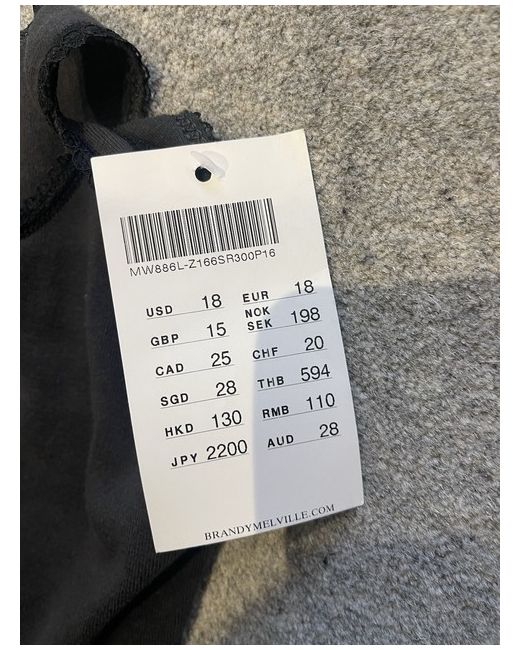 MW886L-Z166SR300P16
USD 18 EUR 18
GBP 15 NOK SEK 198
CAD 25 CHF 20
SGD 28 THB 594
HKD 130 RMB 110
JPY 2200 AUD 28
BRANDYMELVILLE.COM